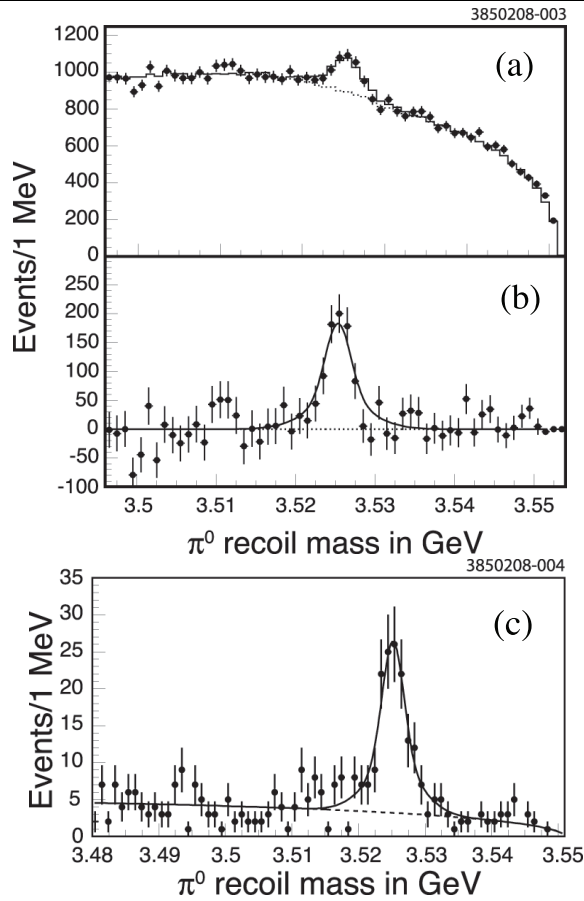 3850208-003
1200
(a)
1000
800
600
400
200
0
Events/1 MeV
250
(b)
200
150
100
50
0
-50
-100
3.5 3.51 3.52 3.53 3.54 3.55
π⁰ recoil mass in GeV
3850208-004
35
(c)
30
25
20
15
10
5
0
Events/1 MeV
3.48 3.49 3.5 3.51 3.52 3.53 3.54 3.55
π⁰ recoil mass in GeV